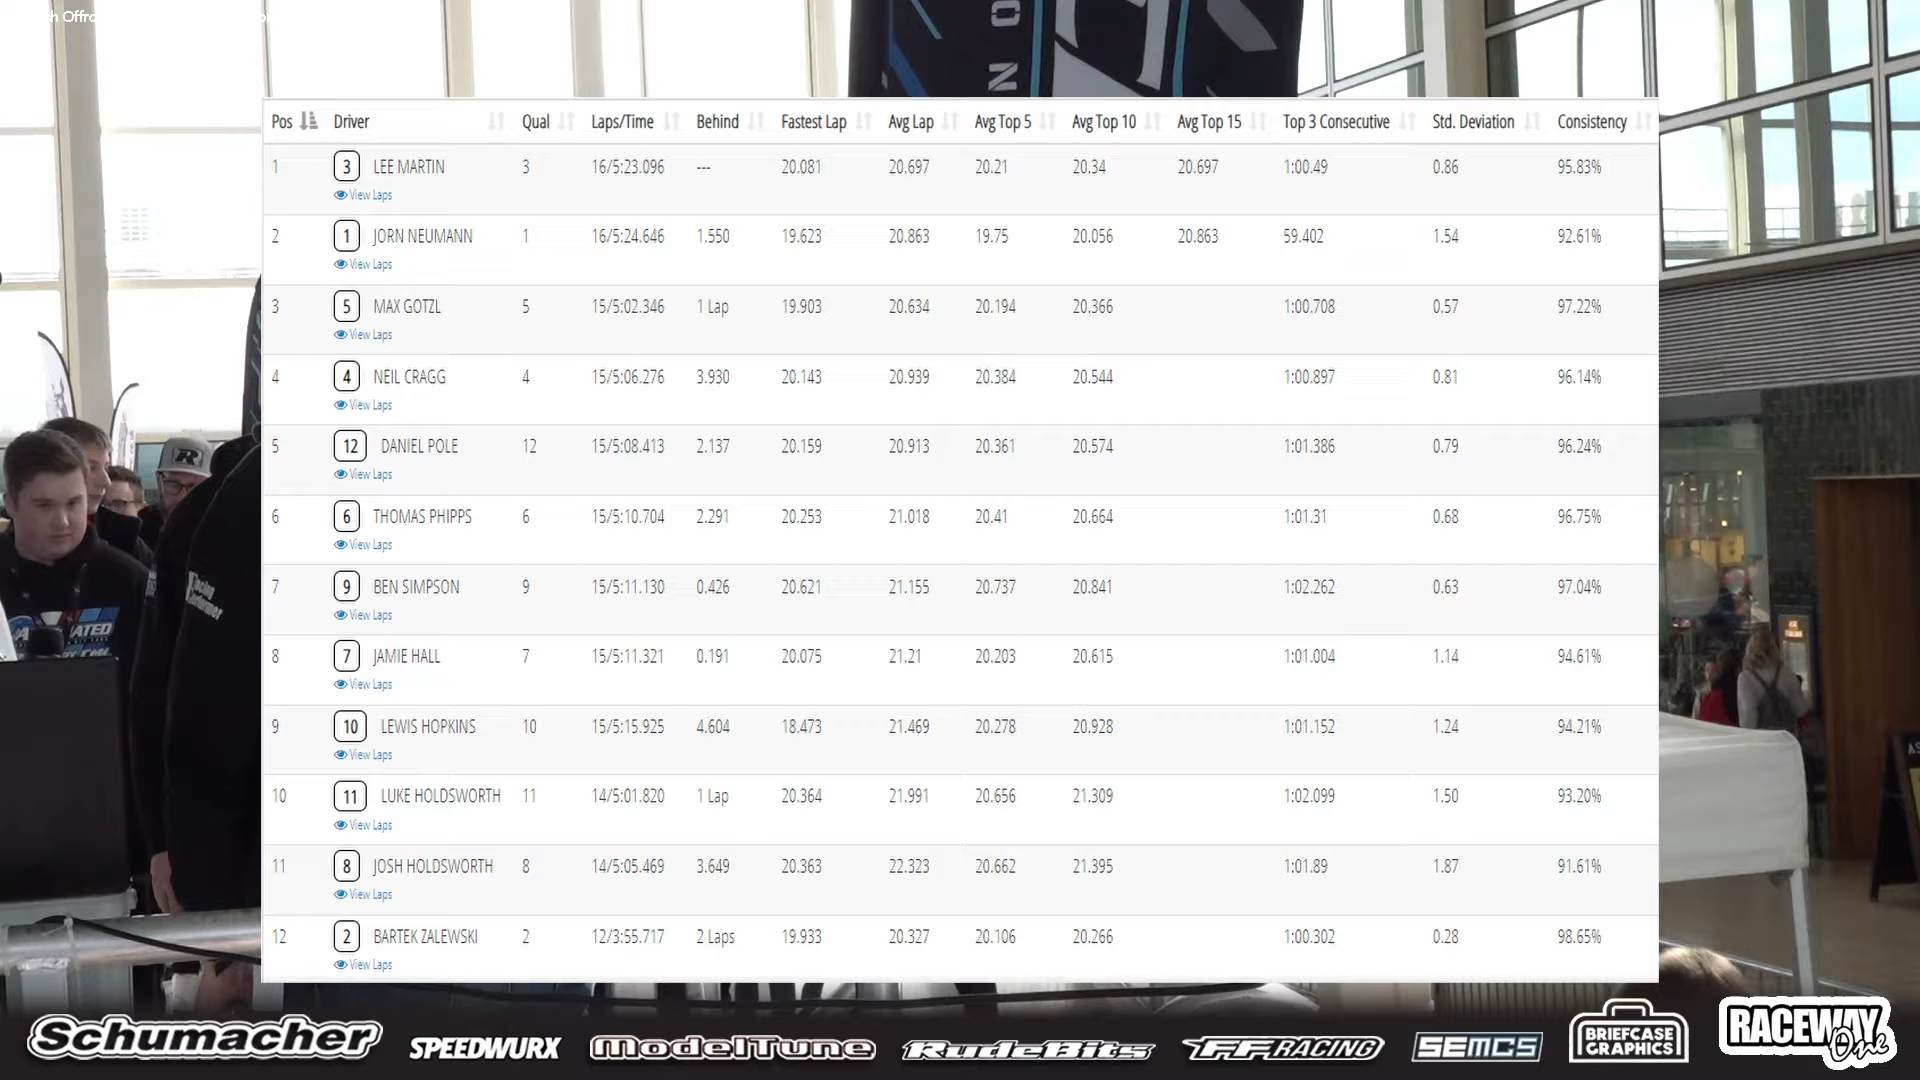 Pos Driver Qual Laps/Time Behind Fastest Lap Avg Lap Avg Top 5 Avg Top 10 Avg Top 15 Top 3 Consecutive Std. Deviation Consistency
1 3 LEE MARTIN 3 16/5:23.096 --- 20.081 20.697 20.21 20.34 20.697 1:00.49 0.86 95.83%
View Laps
2 1 JORN NEUMANN 1 16/5:24.646 1.550 19.623 20.863 19.75 20.056 20.863 59.402 1.54 92.61%
View Laps
3 5 MAX GOTZL 5 15/5:02.346 1 Lap 19.903 20.634 20.194 20.366 1:00.708 0.57 97.22%
View Laps
4 4 NEIL CRAGG 4 15/5:06.276 3.930 20.143 20.939 20.384 20.544 1:00.897 0.81 96.14%
View Laps
5 12 DANIEL POLE 12 15/5:08.413 2.137 20.159 20.913 20.361 20.574 1:01.386 0.79 96.24%
View Laps
6 6 THOMAS PHIPPS 6 15/5:10.704 2.291 20.253 21.018 20.41 20.664 1:01.31 0.68 96.75%
View Laps
7 9 BEN SIMPSON 9 15/5:11.130 0.426 20.621 21.155 20.737 20.841 1:02.262 0.63 97.04%
View Laps
8 7 JAMIE HALL 7 15/5:11.321 0.191 20.075 21.21 20.203 20.615 1:01.004 1.14 94.61%
View Laps
9 10 LEWIS HOPKINS 10 15/5:15.925 4.604 18.473 21.469 20.278 20.928 1:01.152 1.24 94.21%
View Laps
10 11 LUKE HOLDSWORTH 11 14/5:01.820 1 Lap 20.364 21.991 20.656 21.309 1:02.099 1.50 93.20%
View Laps
11 8 JOSH HOLDSWORTH 8 14/5:05.469 3.649 20.363 22.323 20.662 21.395 1:01.89 1.87 91.61%
View Laps
12 2 BARTEK ZALEWSKI 2 12/3:55.717 2 Laps 19.933 20.327 20.106 20.266 1:00.302 0.28 98.65%
View Laps
Schumacher SPEEDWURX ModelTune RudeBits FF RACING SEMCS BRIEFCASE GRAPHICS RACEWAY One